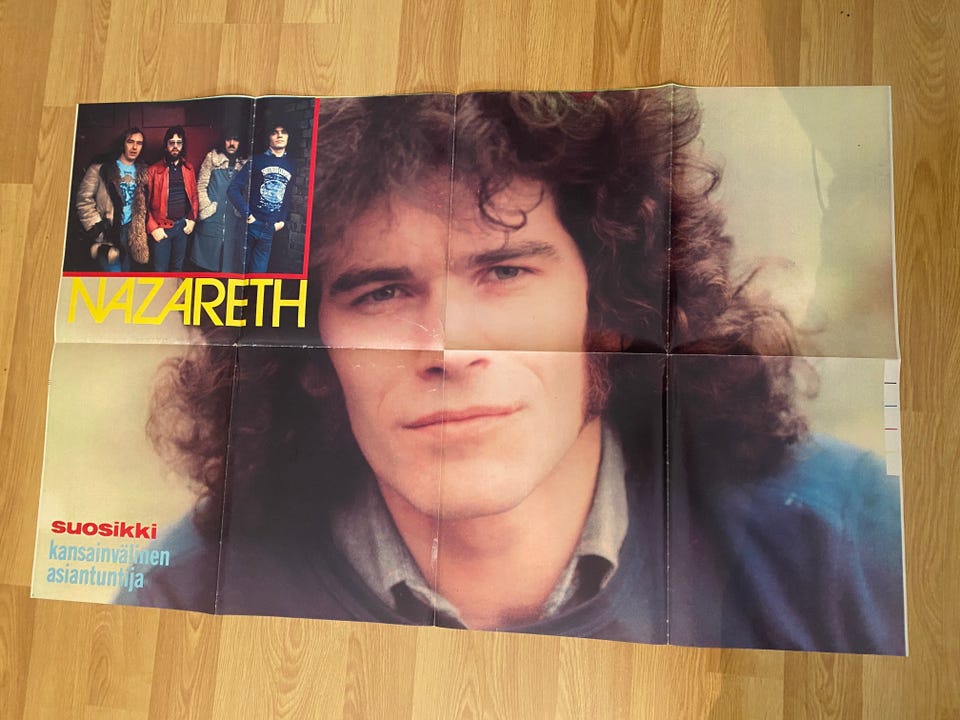 NAZARETH
suosikki
kansainvälinen
asiantuntija